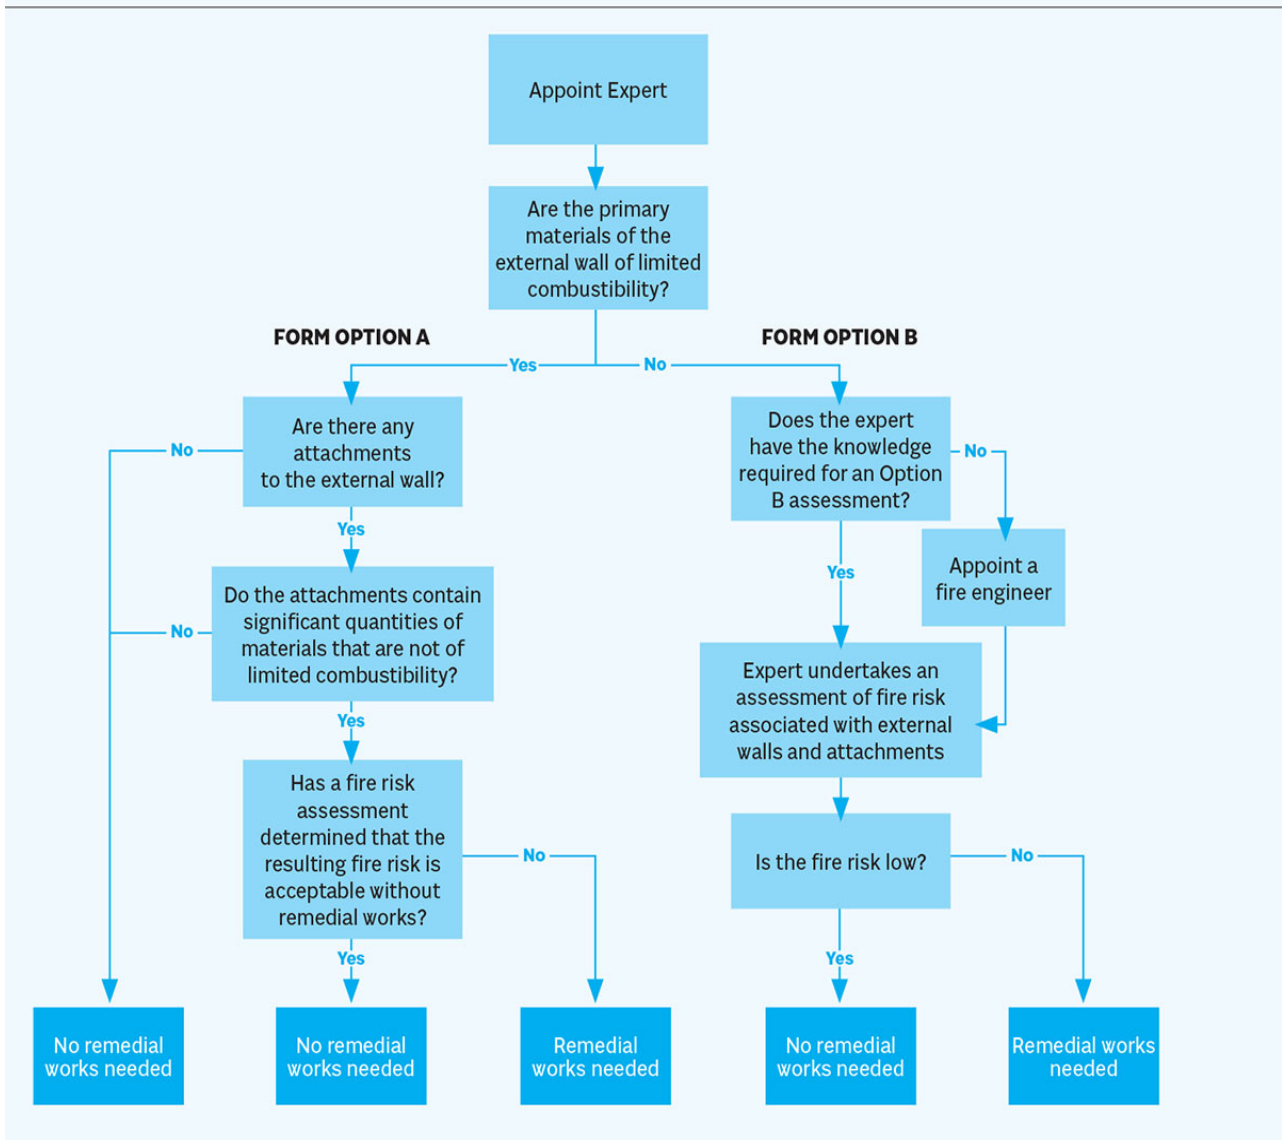 Appoint Expert
Are the primary
materials of the
external wall of limited
combustibility?
FORM OPTION A
FORM OPTION B
Yes
No
Are there any
attachments
to the external wall?
No
Yes
Do the attachments contain
significant quantities of
materials that are not of
limited combustibility?
No
Yes
Has a fire risk
assessment
determined that the
resulting fire risk is
acceptable without
remedial works?
No
Yes
Does the expert
have the knowledge
required for an Option
B assessment?
No
Yes
Appoint a
fire engineer
Expert undertakes an
assessment of fire risk
associated with external
walls and attachments
Is the fire risk low?
No
Yes
No remedial
works needed
No remedial
works needed
Remedial
works needed
No remedial
works needed
Remedial works
needed